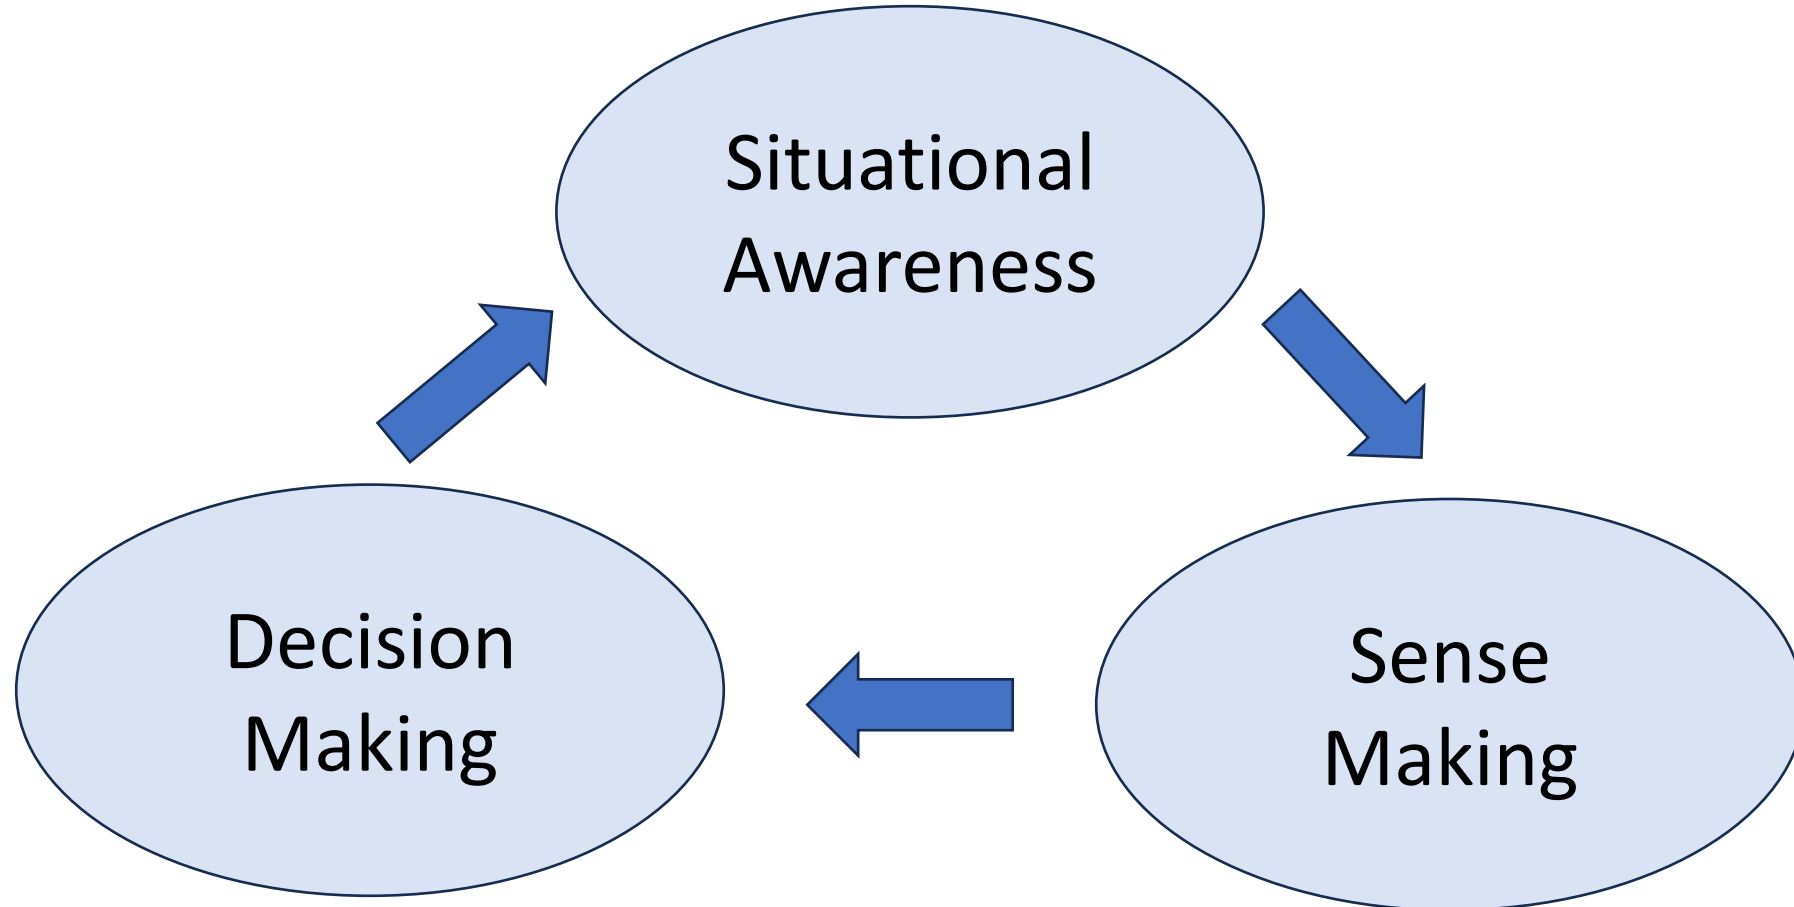 Situational
Awareness
Decision
Making
Sense
Making